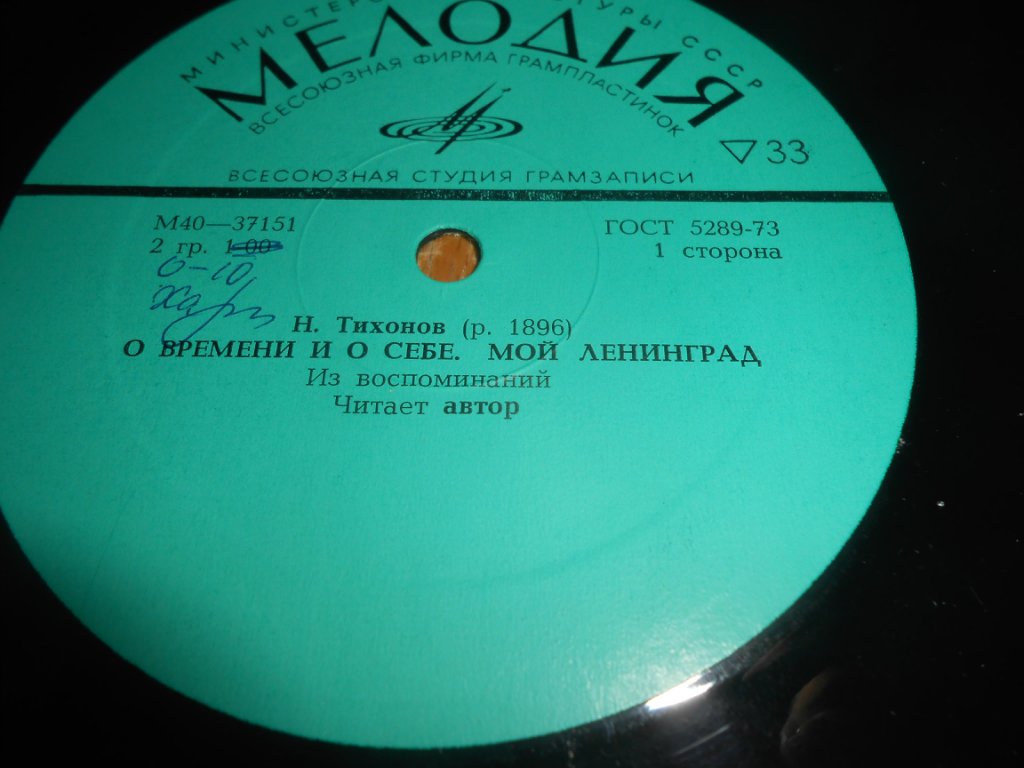 МИНИСТЕРСТВО КУЛЬТУРЫ СССР
МЕЛОДИЯ
ВСЕСОЮЗНАЯ ФИРМА ГРАМПЛАСТИНОК
▽ 33
ВСЕСОЮЗНАЯ СТУДИЯ ГРАМЗАПИСИ
М40—37151
ГОСТ 5289-73
2 гр. 1-00
1 сторона
0-10
Н. Тихонов (р. 1896)
О ВРЕМЕНИ И О СЕБЕ. МОЙ ЛЕНИНГРАД
Из воспоминаний
Читает автор